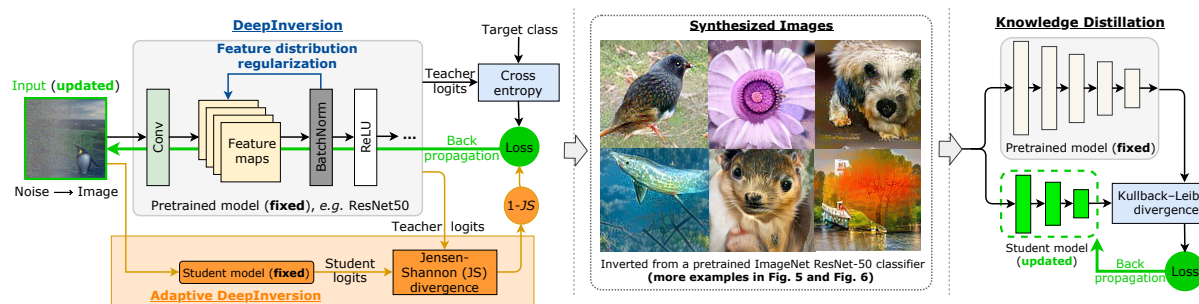 DeepInversion
Target class
Feature distribution
regularization)
Teacher
logits
Cross
entropy
Input (updated)
Conv
Feature
maps
BatchNorm
ReLU
...
Back
propagation
Loss
Noise → Image
Pretrained model (fixed), e.g. ResNet50
1-JS
Teacher logits
Student model (fixed)
Student
logits
Jensen-
Shannon (JS)
divergence
Adaptive DeepInversion
Synthesized Images
Inverted from a pretrained ImageNet ResNet-50 classifier
(more examples in Fig. 5 and Fig. 6)
Knowledge Distillation
Pretrained model (fixed)
Kullback–Leib
divergence
Student model
(updated)
Back
propagation
Loss